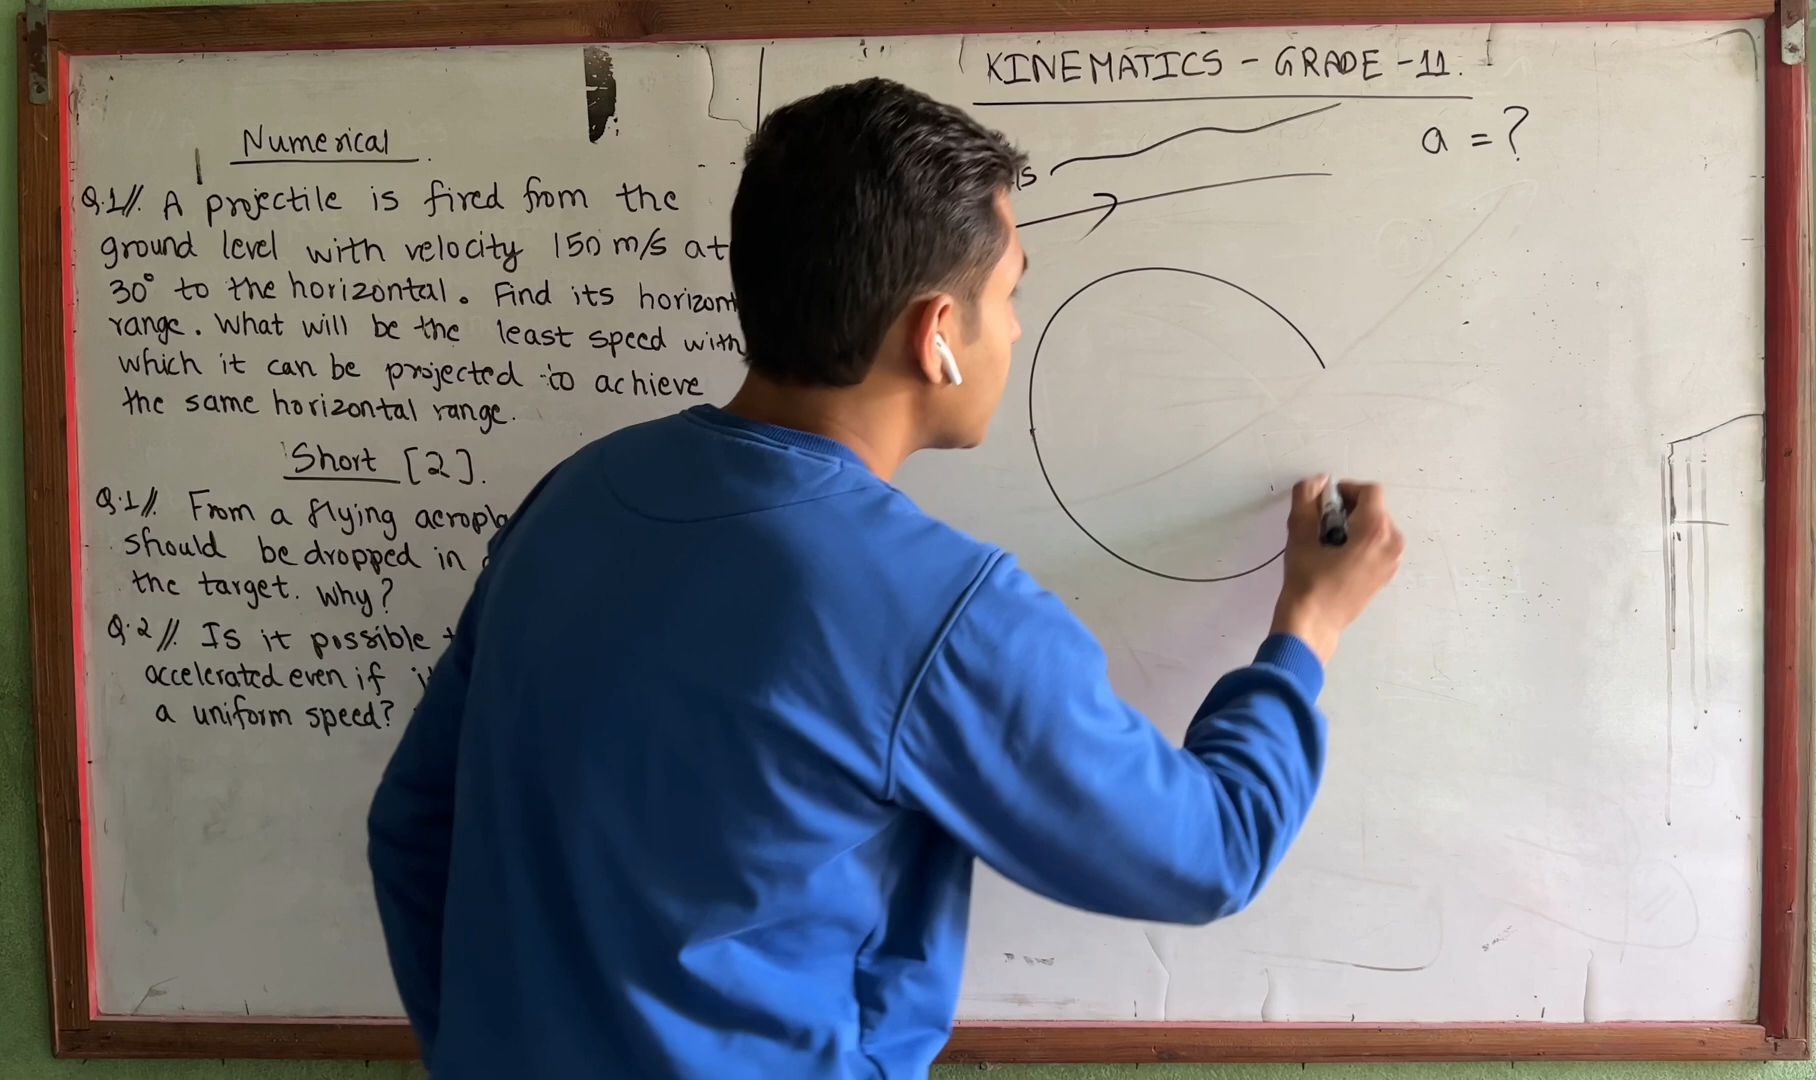 KINEMATICS - GRADE - 11.
Numerical
Q.1//. A projectile is fired from the
ground level with velocity 150 m/s at
30° to the horizontal. Find its
range. What will be the least speed with
which it can be projected to achieve
the same horizontal range.
Short [2].
Q.1//. From a flying
should be dropped in
the target. Why?
Q.2//. Is it possible
accelerated even if
a uniform speed?
a = ?